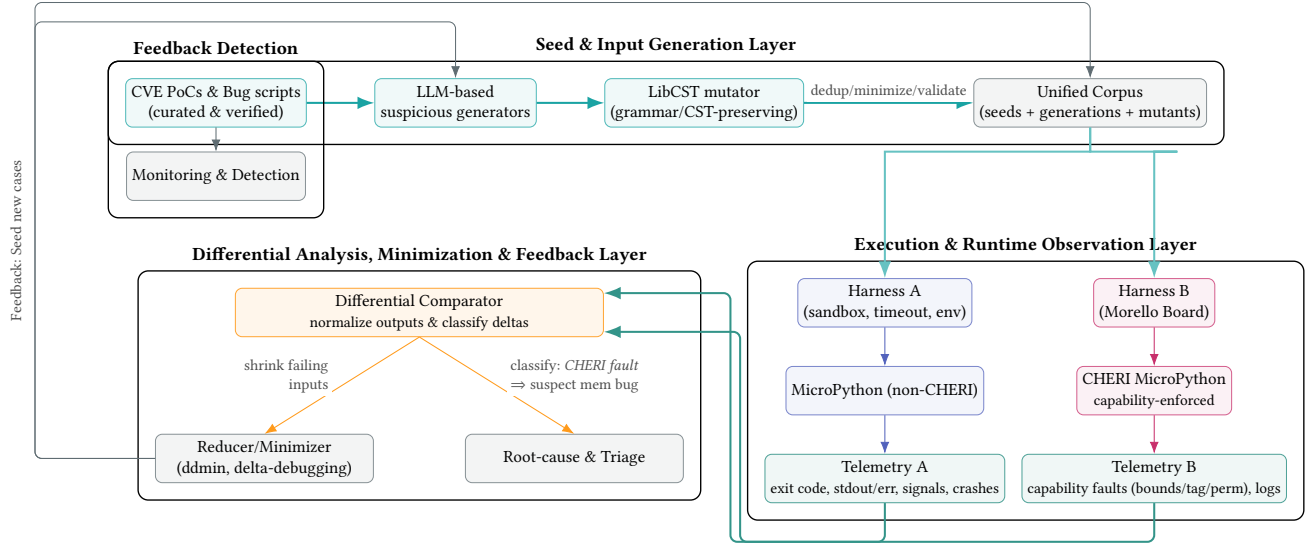 Feedback Detection
Seed & Input Generation Layer
CVE PoCs & Bug scripts
(curated & verified)
LLM-based
suspicious generators
LibCST mutator
(grammar/CST-preserving)
dedup/minimize/validate
Unified Corpus
(seeds + generations + mutants)
Monitoring & Detection
Feedback: Seed new cases
Differential Analysis, Minimization & Feedback Layer
Differential Comparator
normalize outputs & classify deltas
shrink failing
inputs
classify: CHERI fault
⇒ suspect mem bug
Reducer/Minimizer
(ddmin, delta-debugging)
Root-cause & Triage
Execution & Runtime Observation Layer
Harness A
(sandbox, timeout, env)
Harness B
(Morello Board)
MicroPython (non-CHERI)
CHERI MicroPython
capability-enforced
Telemetry A
exit code, stdout/err, signals, crashes
Telemetry B
capability faults (bounds/tag/perm), logs